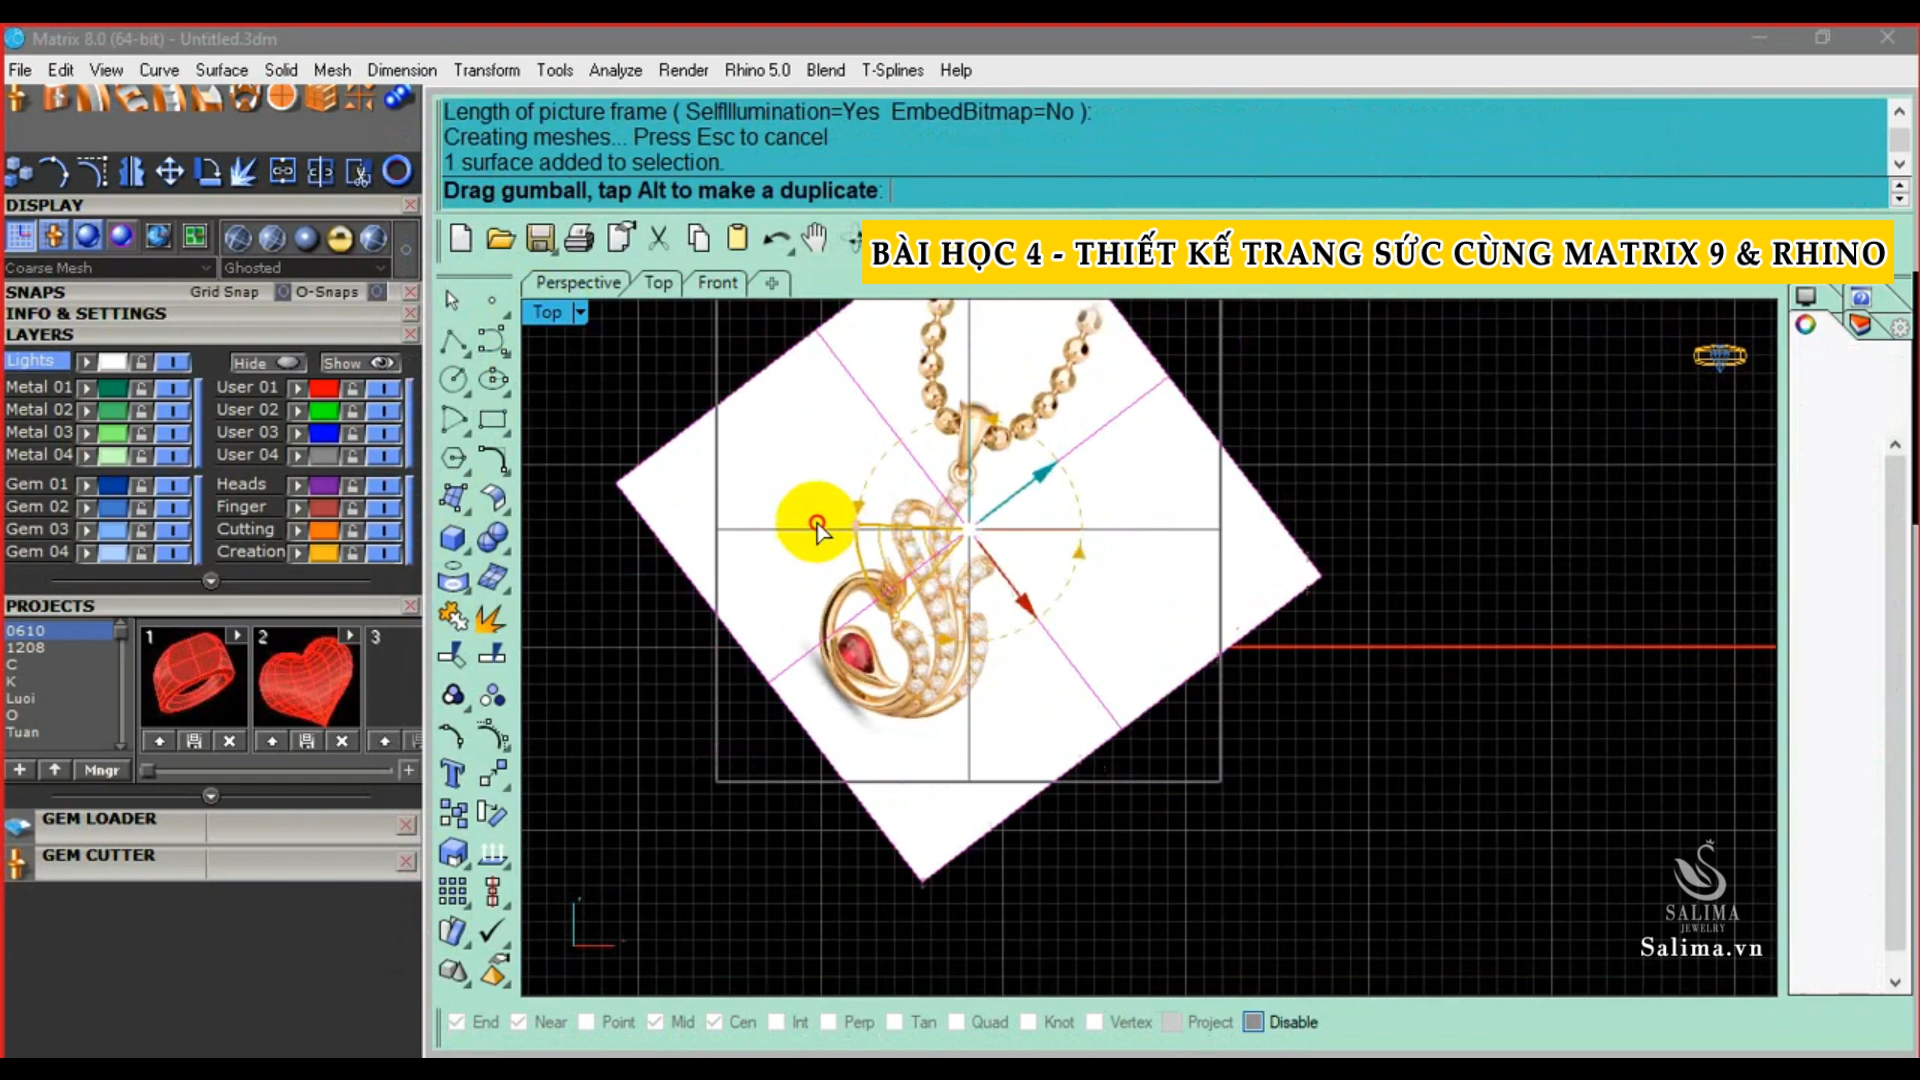 Matrix 8.0 (64-bit) - Untitled.3dm
File Edit View Curve Surface Solid Mesh Dimension Transform Tools Analyze Render Rhino 5.0 Blend T-Splines Help
Length of picture frame ( SelfIllumination=Yes EmbedBitmap=No ):
Creating meshes... Press Esc to cancel
1 surface added to selection.
Drag gumball, tap Alt to make a duplicate:
BÀI HỌC 4 - THIẾT KẾ TRANG SỨC CÙNG MATRIX 9 & RHINO
Perspective Top Front
Top
DISPLAY
Coarse Mesh Ghosted
SNAPS Grid Snap O-Snaps
INFO & SETTINGS
LAYERS
Lights Hide Show
Metal 01 User 01
Metal 02 User 02
Metal 03 User 03
Metal 04 User 04
Gem 01 Heads
Gem 02 Finger
Gem 03 Cutting
Gem 04 Creation
PROJECTS
0610 1 2 3
1208
C
K
Luoi
O
Tuan
Mngr
GEM LOADER
GEM CUTTER
SALIMA
JEWELRY
Salima.vn
End Near Point Mid Cen Int Perp Tan Quad Knot Vertex Project Disable